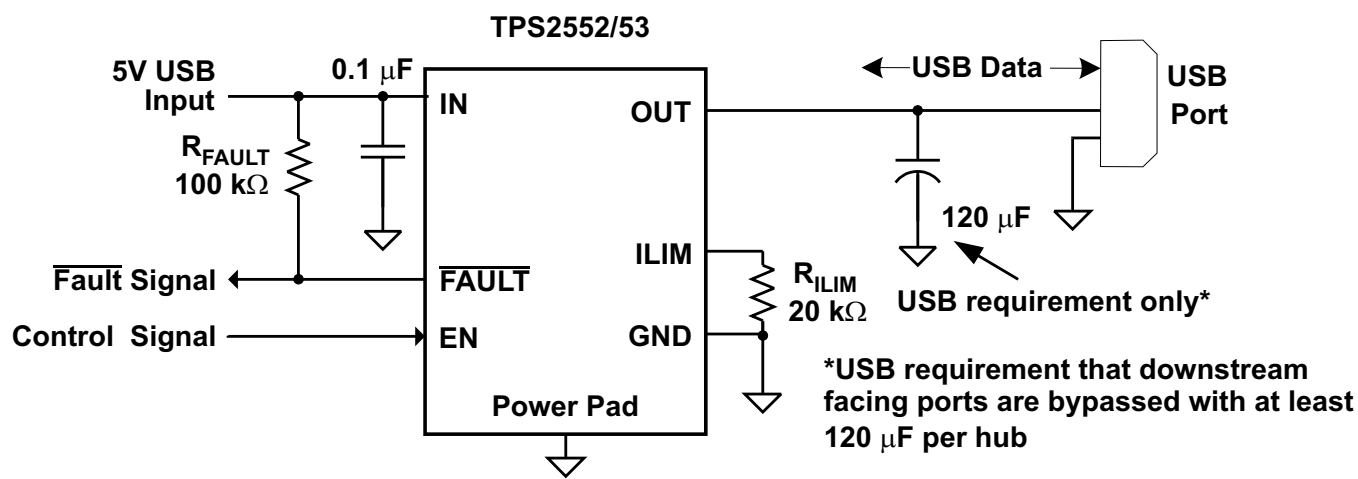 TPS2552/53
5V USB
Input
0.1 μF
R_FAULT
100 kΩ
Fault Signal
Control Signal
IN
FAULT
EN
OUT
ILIM
GND
Power Pad
R_ILIM
20 kΩ
USB Data
USB
Port
120 μF
USB requirement only*
*USB requirement that downstream
facing ports are bypassed with at least
120 μF per hub